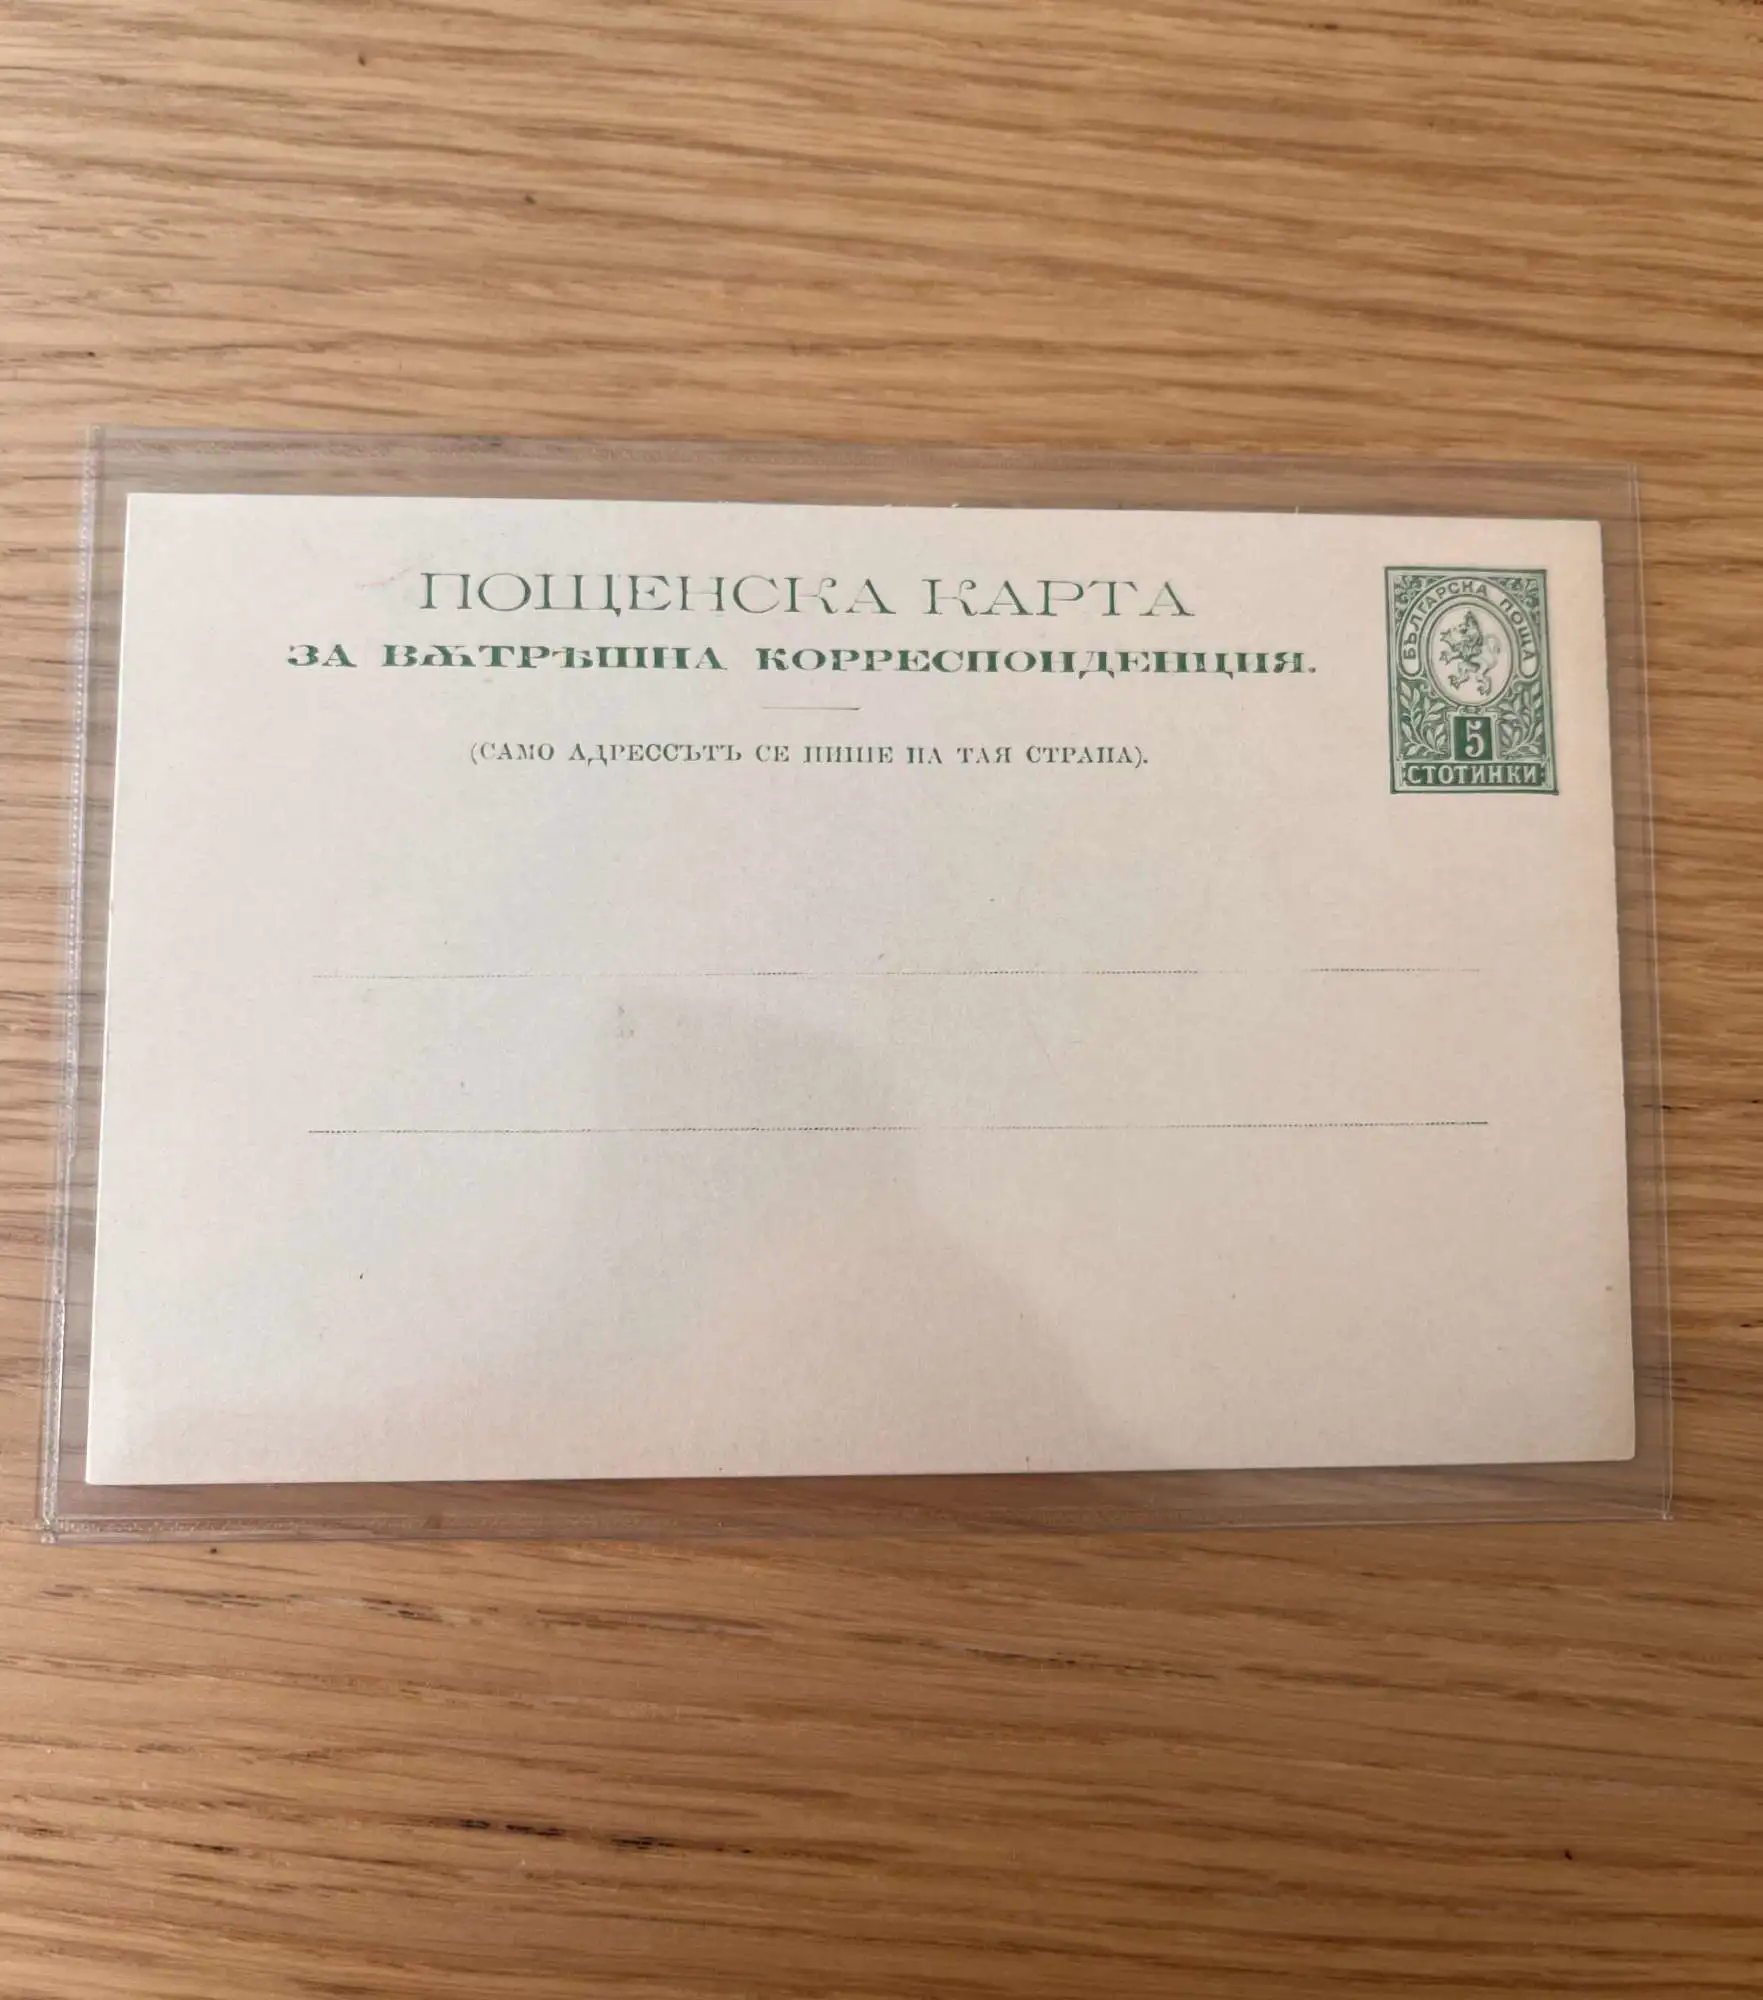 ПОЩЕНСКА КАРТА
ЗА ВѪТРѢШНА КОРРЕСПОНДЕНЦИЯ.
(САМО АДРЕССЪТЪ СЕ ПИШЕ НА ТАЯ СТРАНА).
БЪЛГАРСКА ПОЩА
5
СТОТИНКИ